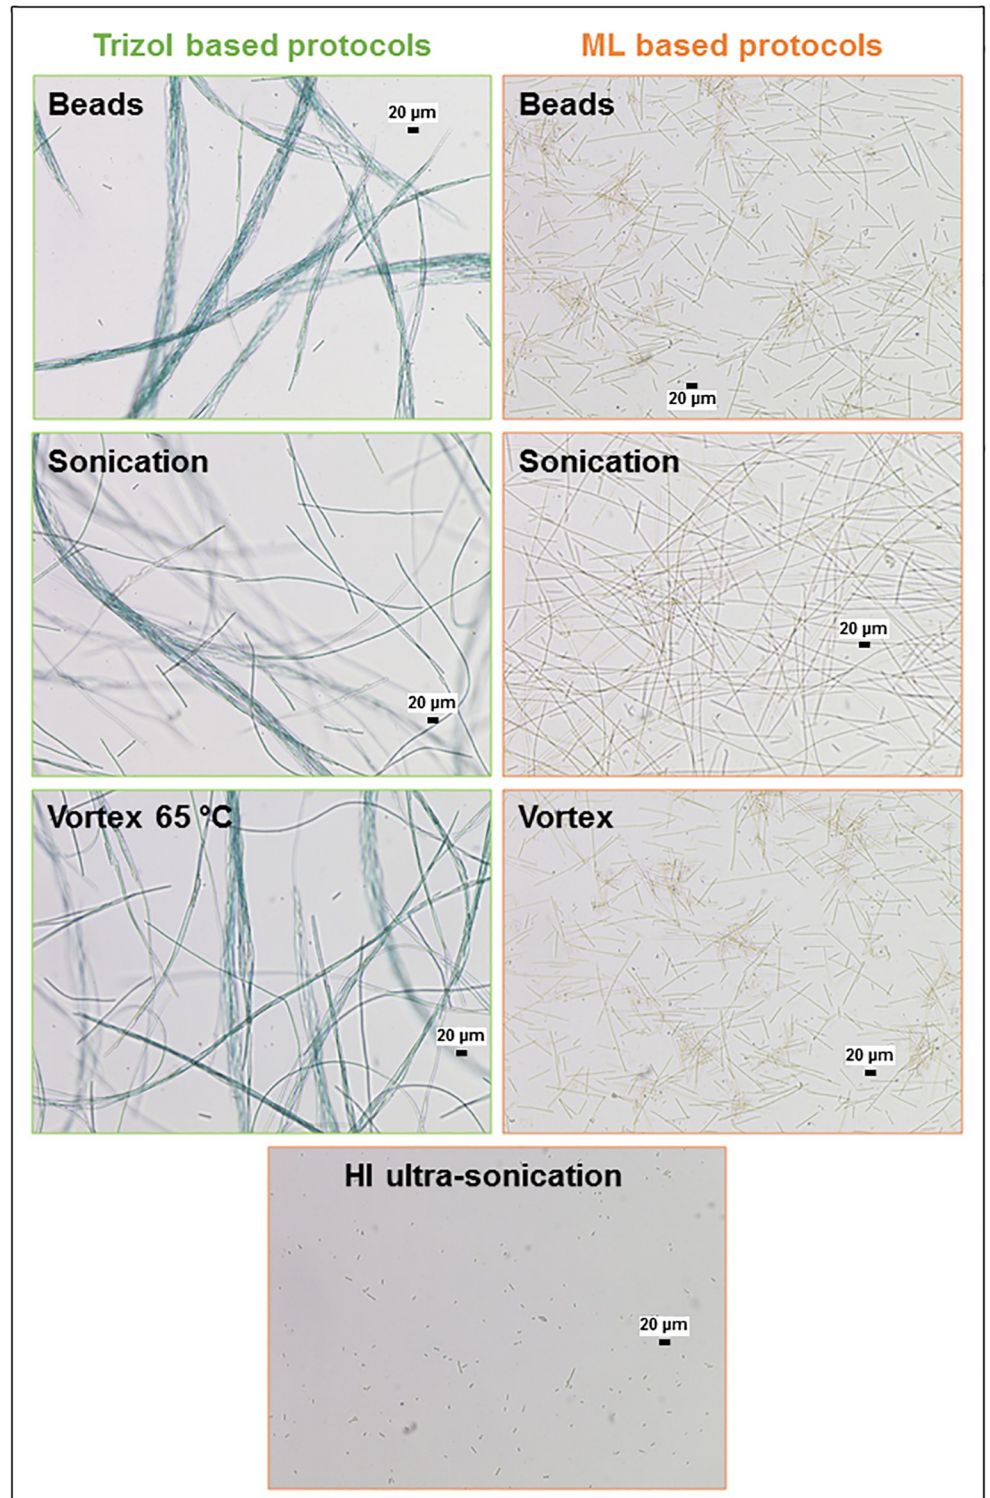 Trizol based protocols
ML based protocols
Beads
20 µm
Beads
20 µm
Sonication
20 µm
Sonication
20 µm
Vortex 65 ºC
20 µm
Vortex
20 µm
HI ultra-sonication
20 µm